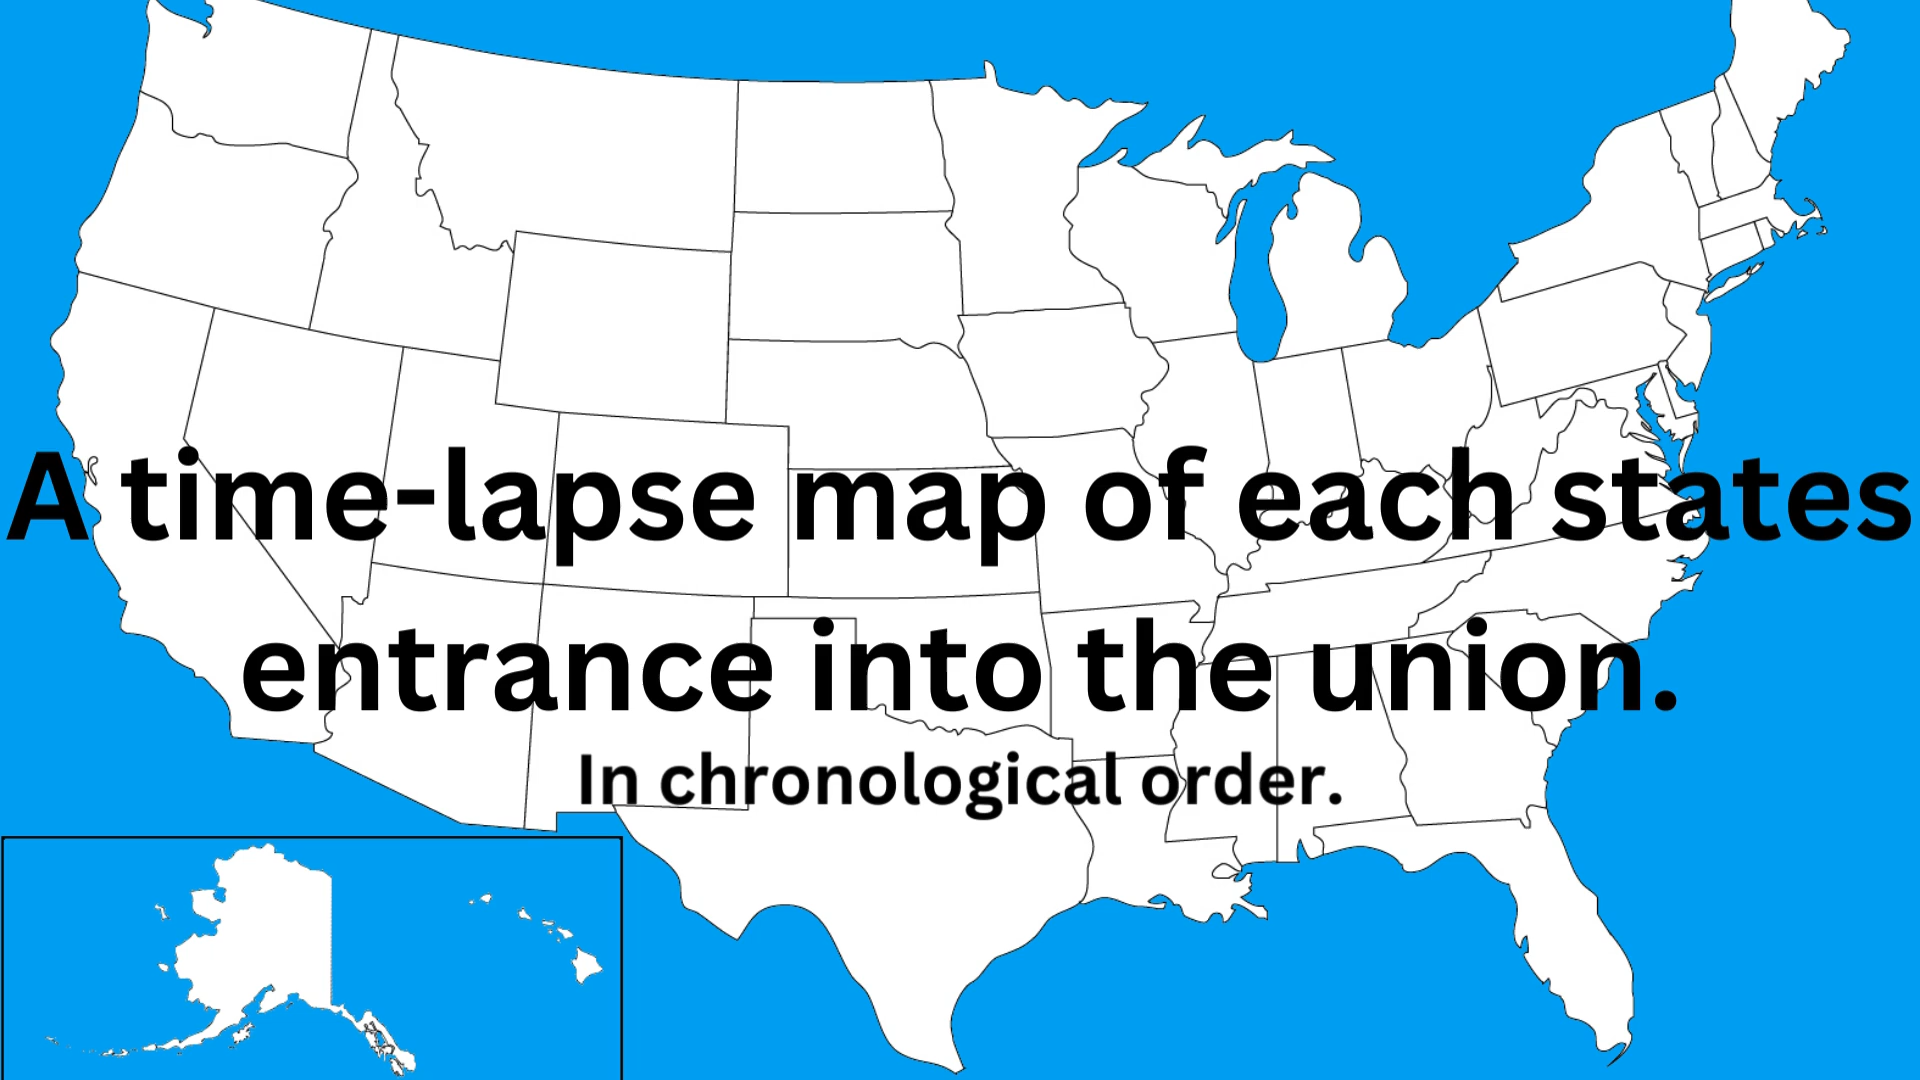 A time-lapse map of each states
entrance into the union.
In chronological order.